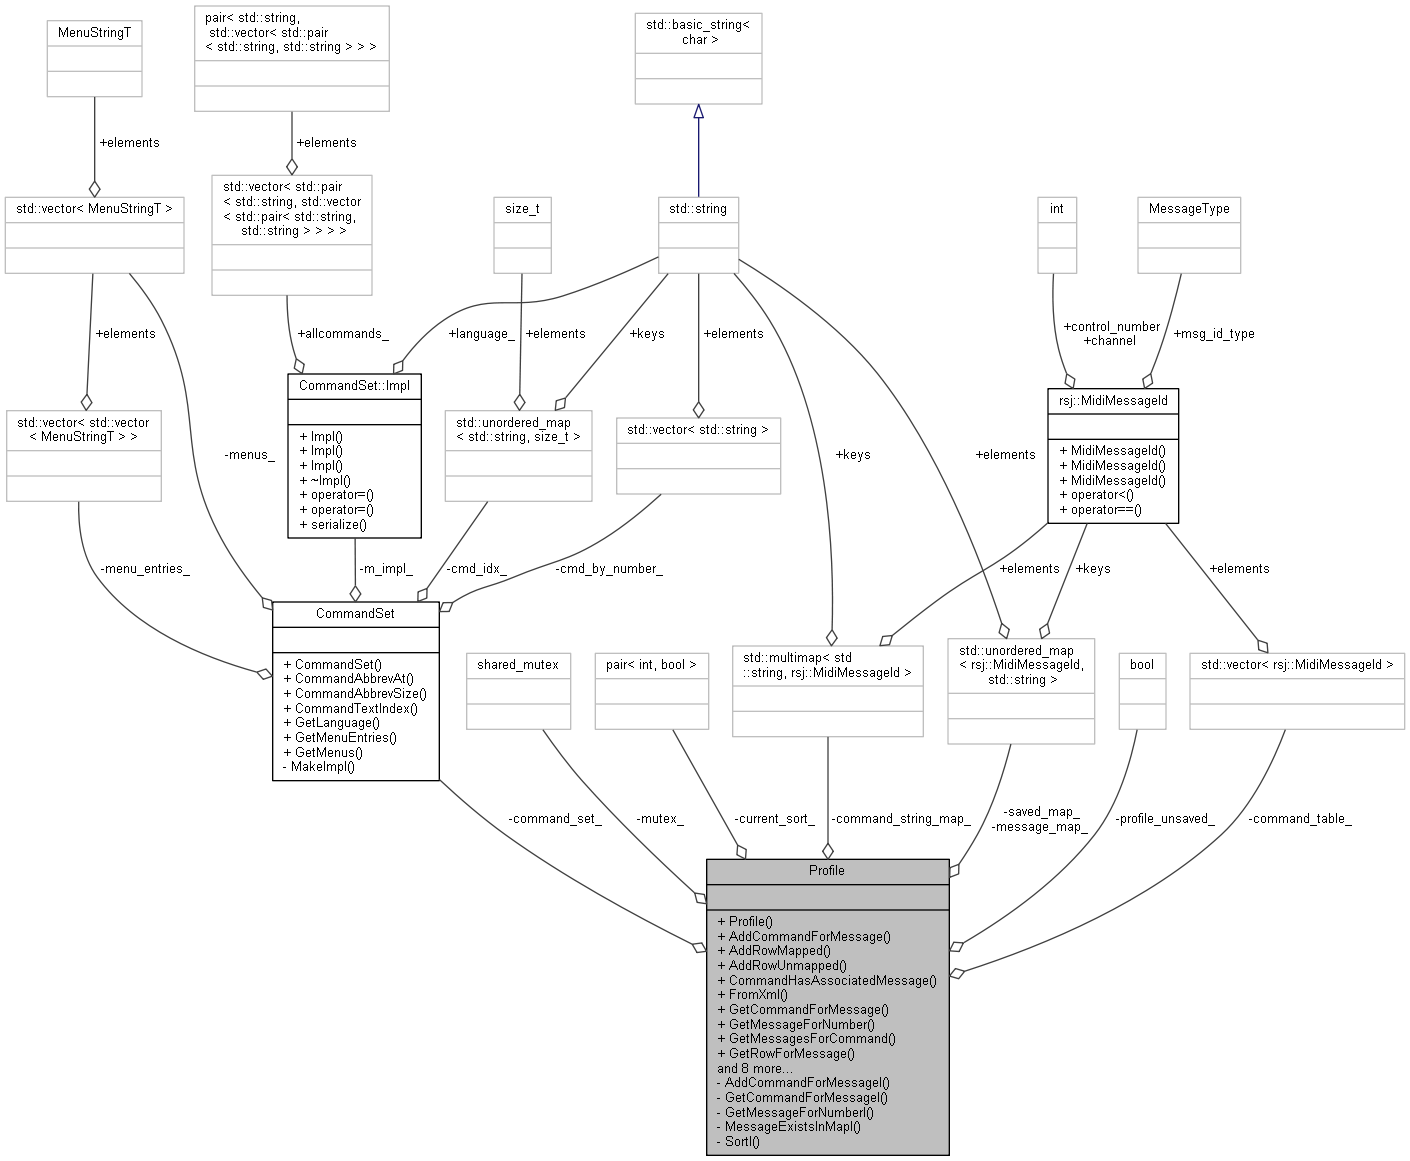 MenuStringT
pair< std::string,
std::vector< std::pair
< std::string, std::string > > >
std::basic_string<
char >
+elements
+elements
std::vector< MenuStringT >
std::vector< std::pair
< std::string, std::vector
< std::pair< std::string,
std::string > > > >
size_t
std::string
int
MessageType
+elements
+allcommands_
+language_
+elements
+keys
+elements
+control_number
+channel
+msg_id_type
std::vector< std::vector
< MenuStringT > >
CommandSet::Impl
+ Impl()
+ Impl()
+ Impl()
+ ~Impl()
+ operator=()
+ operator=()
+ serialize()
std::unordered_map
< std::string, size_t >
std::vector< std::string >
rsj::MidiMessageId
+ MidiMessageId()
+ MidiMessageId()
+ MidiMessageId()
+ operator<()
+ operator==()
-menus_
+keys
+elements
-menu_entries_
-m_impl_
-cmd_idx_
-cmd_by_number_
+elements
+keys
+elements
CommandSet
+ CommandSet()
+ CommandAbbrevAt()
+ CommandAbbrevSize()
+ CommandTextIndex()
+ GetLanguage()
+ GetMenuEntries()
+ GetMenus()
- MakeImpl()
shared_mutex
pair< int, bool >
std::multimap< std
::string, rsj::MidiMessageId >
std::unordered_map
< rsj::MidiMessageId,
std::string >
bool
std::vector< rsj::MidiMessageId >
-command_set_
-mutex_
-current_sort_
-command_string_map_
-saved_map_
-message_map_
-profile_unsaved_
-command_table_
Profile
+ Profile()
+ AddCommandForMessage()
+ AddRowMapped()
+ AddRowUnmapped()
+ CommandHasAssociatedMessage()
+ FromXml()
+ GetCommandForMessage()
+ GetMessageForNumber()
+ GetMessagesForCommand()
+ GetRowForMessage()
and 8 more...
- AddCommandForMessageI()
- GetCommandForMessageI()
- GetMessageForNumberI()
- MessageExistsInMapI()
- SortI()